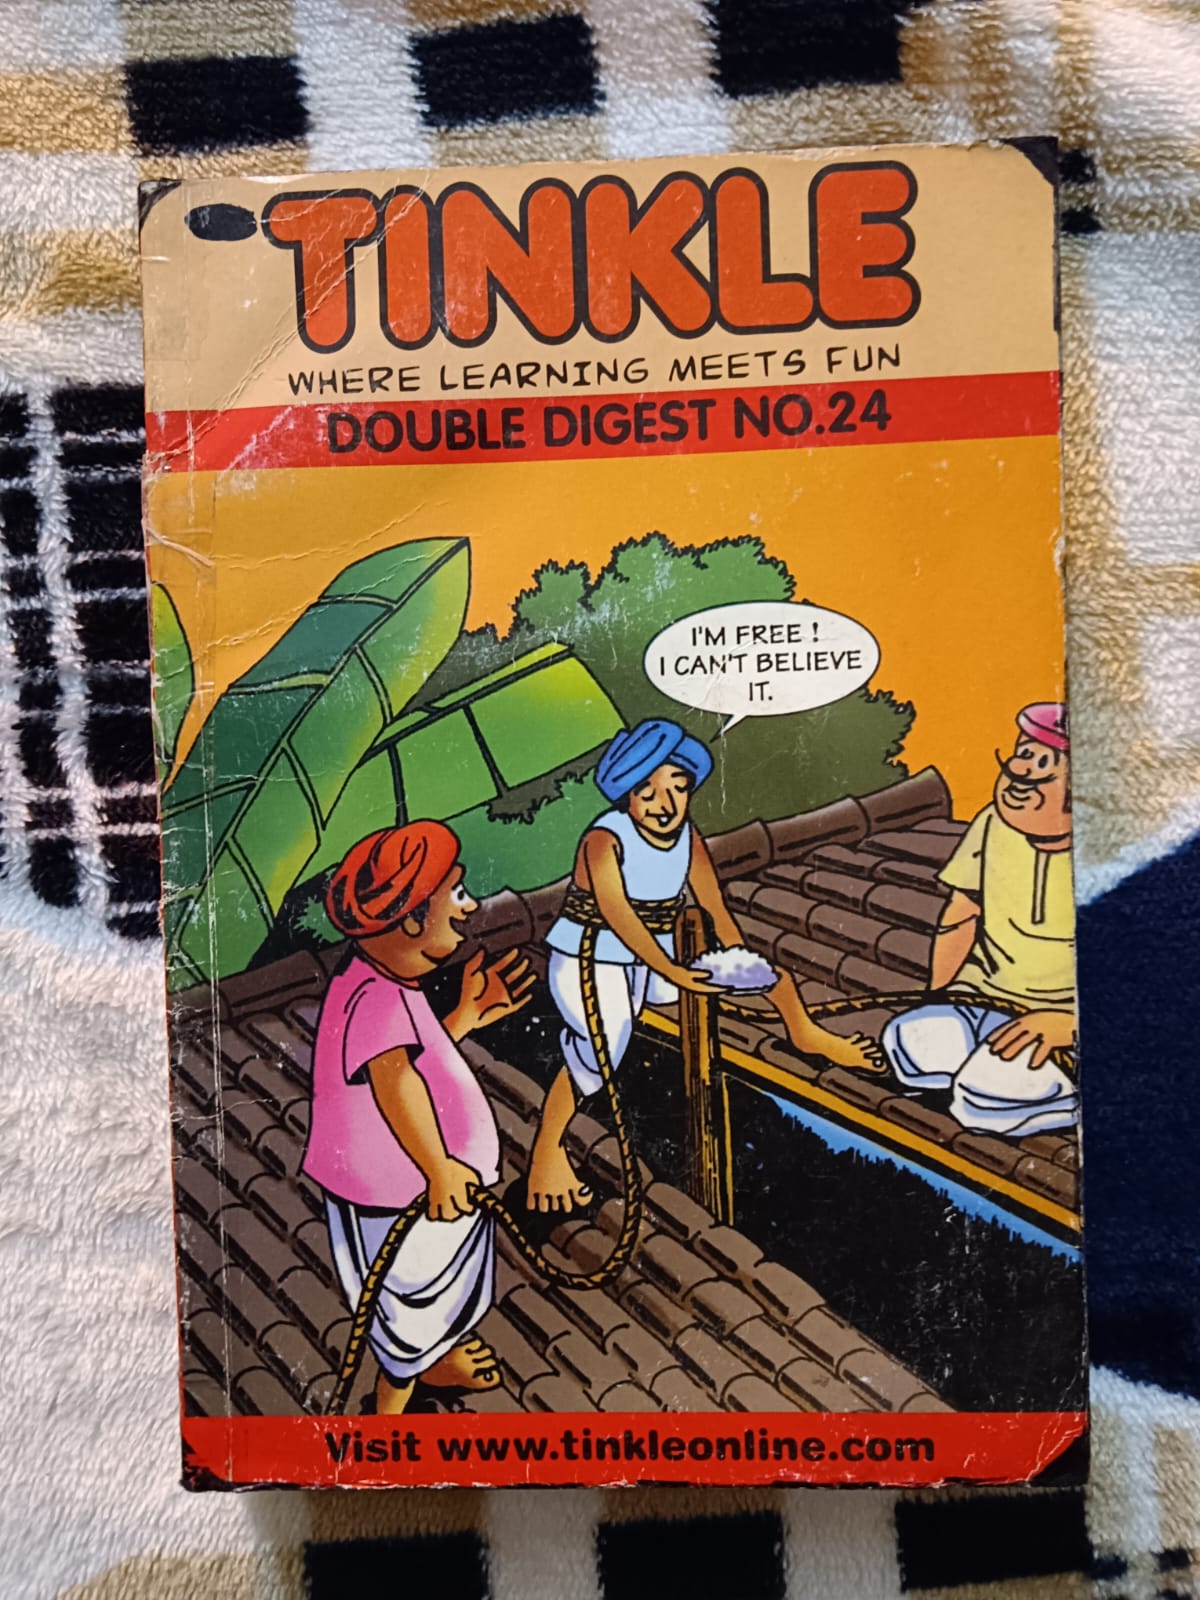 TINKLE
WHERE LEARNING MEETS FUN
DOUBLE DIGEST NO.24
I'M FREE !
I CAN'T BELIEVE
IT.
Visit www.tinkleonline.com